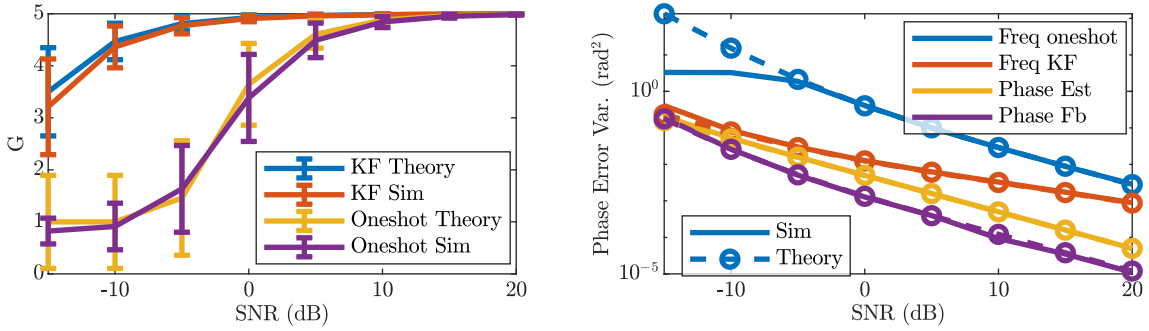 5
4
3
2
1
0
G
-10
0
10
20
SNR (dB)
KF Theory
KF Sim
Oneshot Theory
Oneshot Sim
Phase Error Var. (rad²)
10⁰
10⁻⁵
-10
0
10
20
SNR (dB)
Freq oneshot
Freq KF
Phase Est
Phase Fb
Sim
Theory